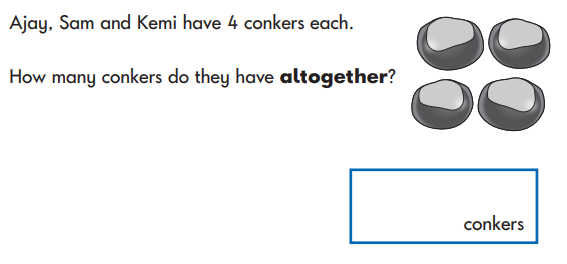 Ajay, Sam and Kemi have 4 conkers each.
How many conkers do they have altogether?
conkers